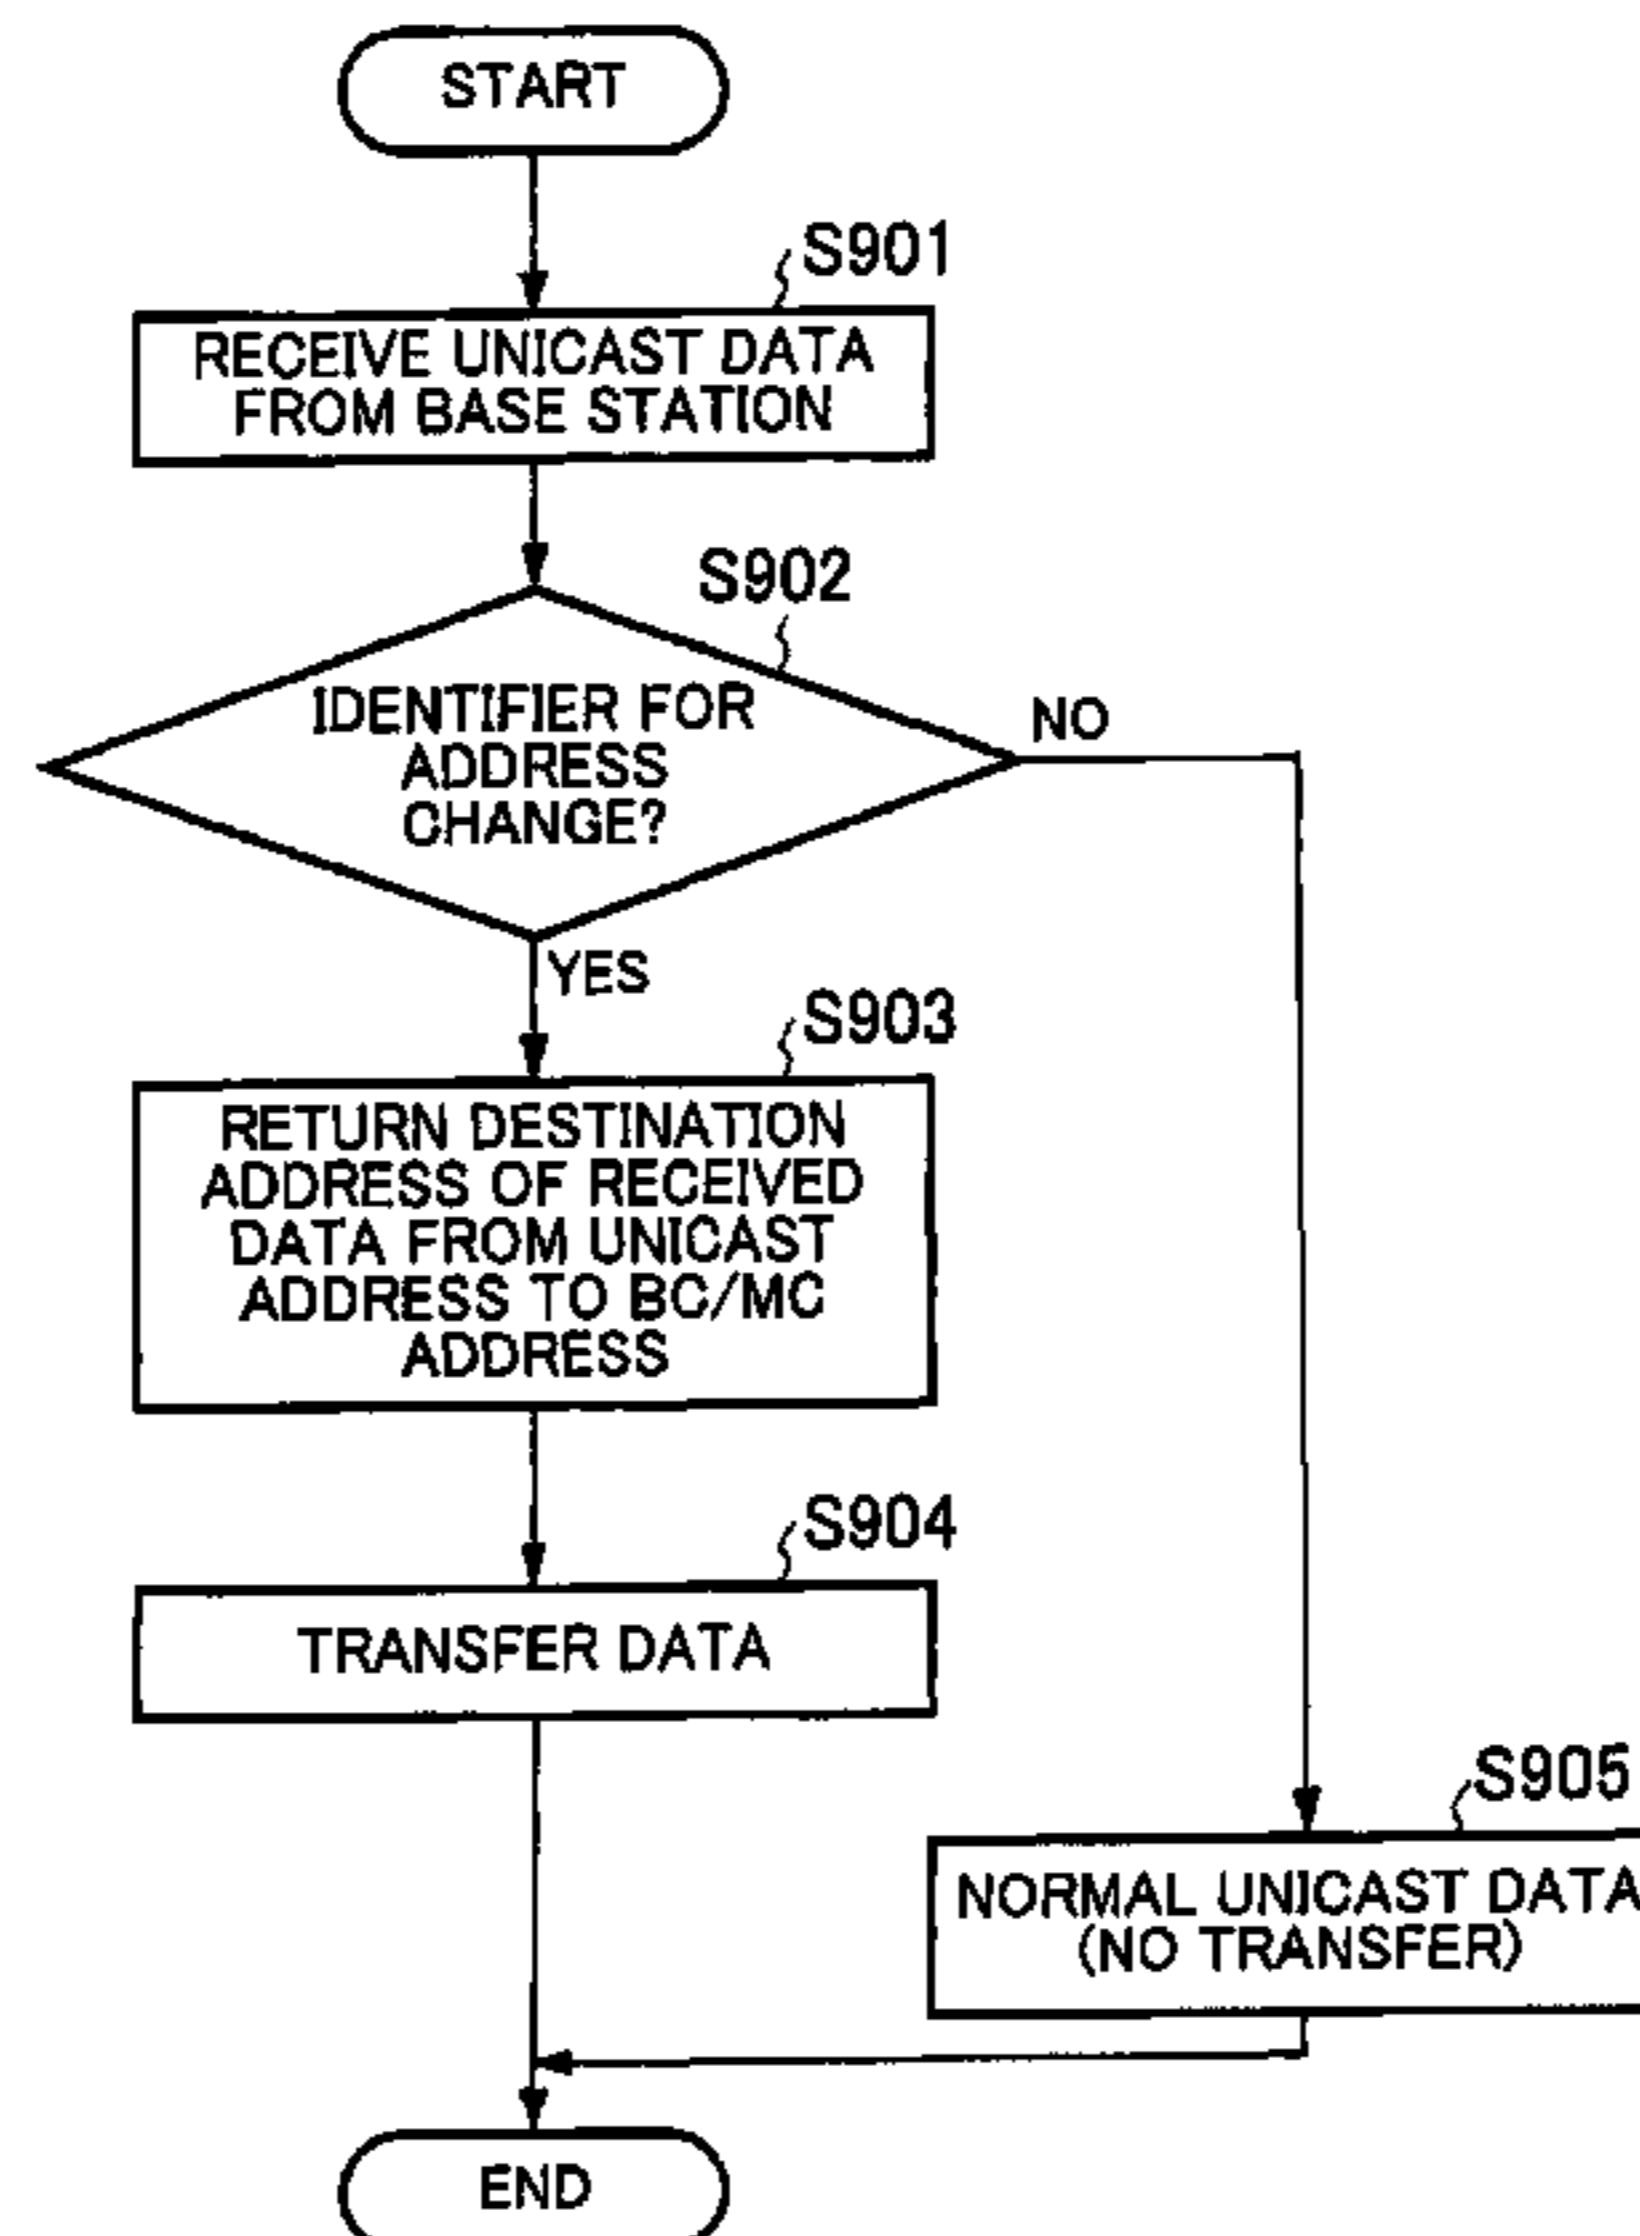 START
S901
RECEIVE UNICAST DATA
FROM BASE STATION
S902
IDENTIFIER FOR
ADDRESS
CHANGE?
NO
YES
S903
RETURN DESTINATION
ADDRESS OF RECEIVED
DATA FROM UNICAST
ADDRESS TO BC/MC
ADDRESS
S904
TRANSFER DATA
S905
NORMAL UNICAST DATA
(NO TRANSFER)
END